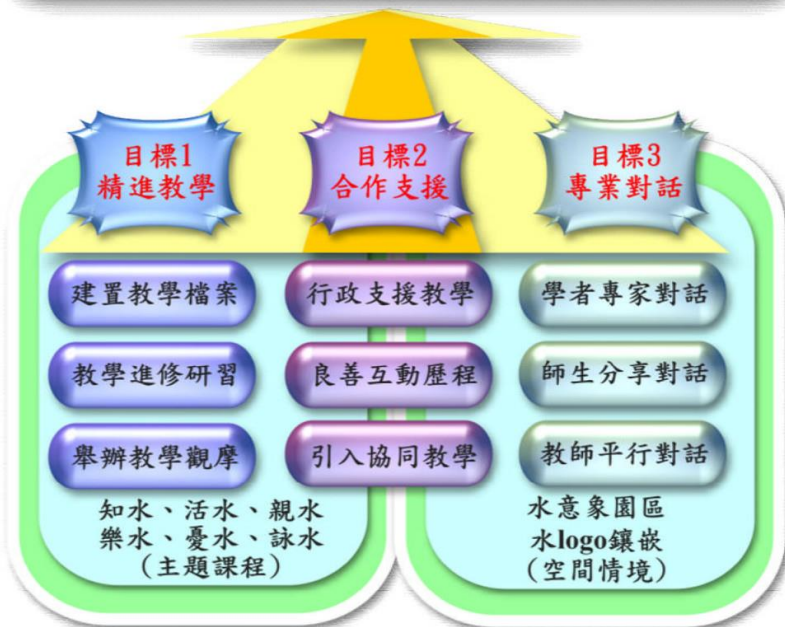 目標1
精進教學
目標2
合作支援
目標3
專業對話
建置教學檔案
行政支援教學
學者專家對話
教學進修研習
良善互動歷程
師生分享對話
舉辦教學觀摩
引入協同教學
教師平行對話
知水、活水、親水
樂水、憂水、詠水
(主題課程)
水意象園區
水logo鑲嵌
(空間情境)